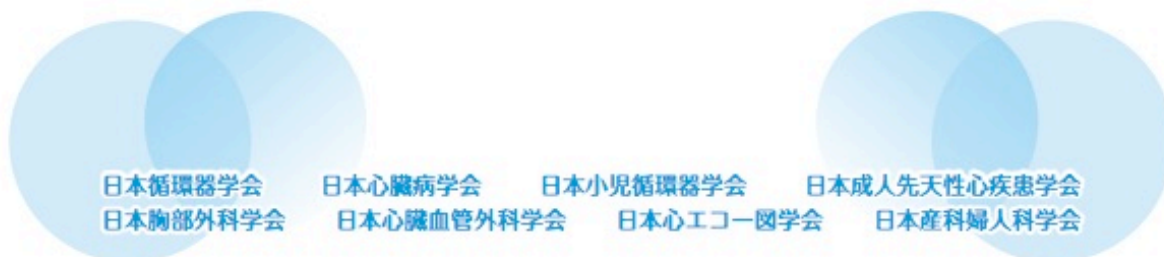 日本循環器学会 日本心臓病学会 日本小児循環器学会 日本成人先天性心疾患学会
日本胸部外科学会 日本心臓血管外科学会 日本心エコー図学会 日本産科婦人科学会